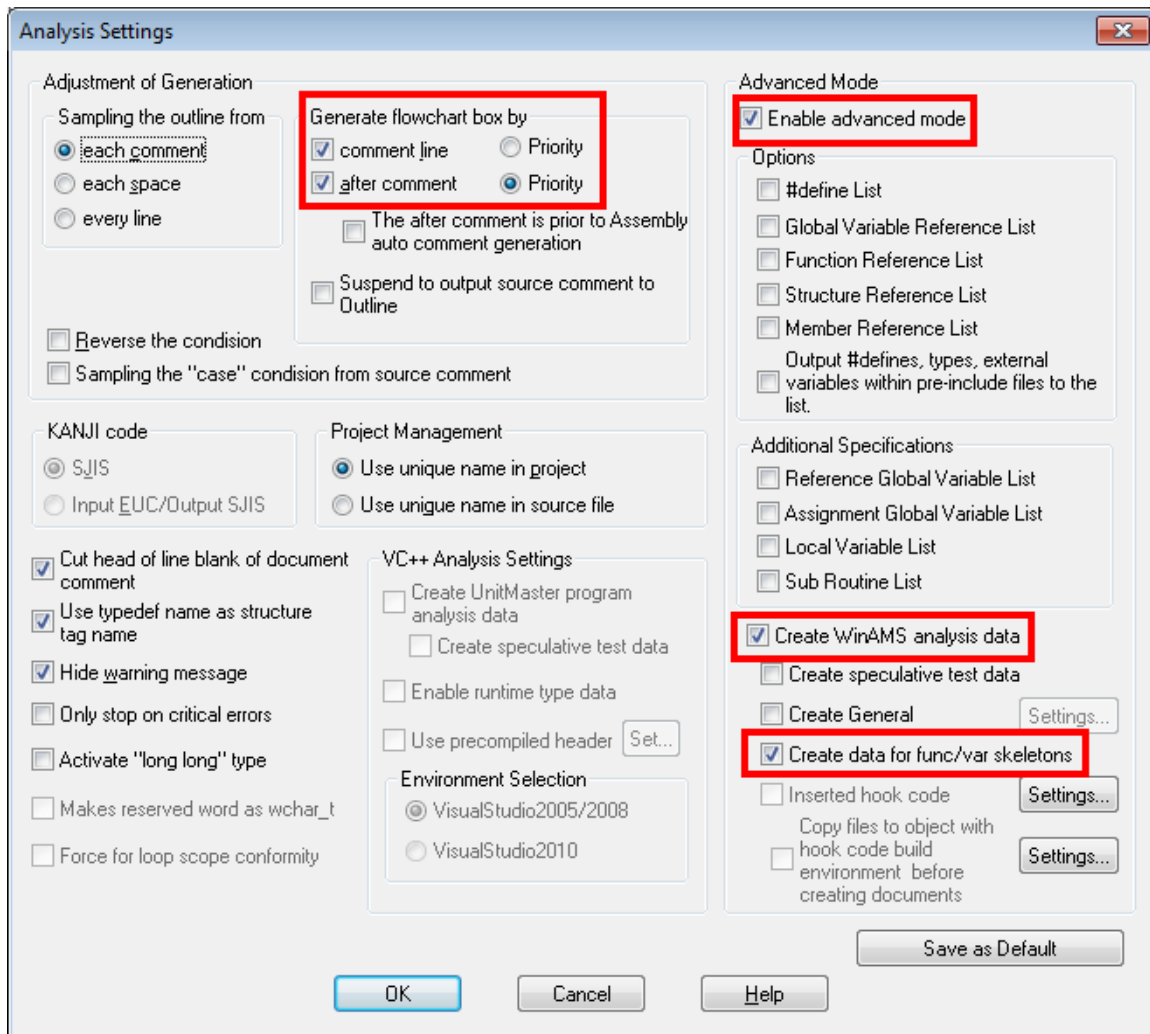 Analysis Settings
Adjustment of Generation
Sampling the outline from
each comment
each space
every line
Generate flowchart box by
comment line
Priority
after comment
Priority
The after comment is prior to Assembly
auto comment generation
Suspend to output source comment to
Outline
Reverse the condition
Sampling the "case" condision from source comment
KANJI code
SJIS
Input EUC/Output SJIS
Project Management
Use unique name in project
Use unique name in source file
Cut head of line blank of document
comment
Use typedef name as structure
tag name
Hide warning message
Only stop on critical errors
Activate "long long" type
Makes reserved word as wchar_t
Force for loop scope conformity
VC++ Analysis Settings
Create UnitMaster program
analysis data
Create speculative test data
Enable runtime type data
Use precompiled header
Set...
Environment Selection
VisualStudio2005/2008
VisualStudio2010
Advanced Mode
Enable advanced mode
Options
#define List
Global Variable Reference List
Function Reference List
Structure Reference List
Member Reference List
Output #defines, types, external
variables within pre-include files to the
list.
Additional Specifications
Reference Global Variable List
Assignment Global Variable List
Local Variable List
Sub Routine List
Create WinAMS analysis data
Create speculative test data
Create General
Settings...
Create data for func/var skeletons
Inserted hook code
Settings...
Copy files to object with
hook code build
environment before
creating documents
Settings...
Save as Default
OK
Cancel
Help